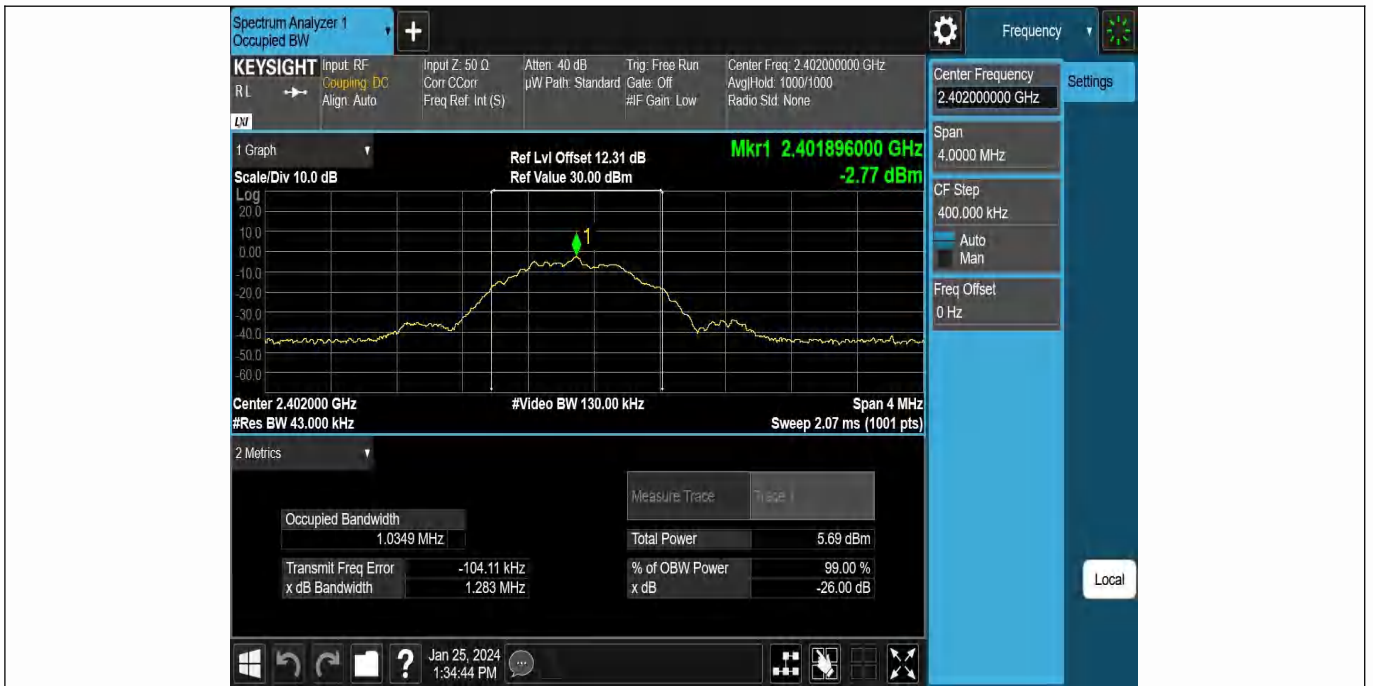 Spectrum Analyzer 1
Occupied BW
+
Frequency
KEYSIGHT
RL
LXI
Input: RF
Coupling: DC
Align: Auto
Input Z: 50 Ω
Corr CCorr
Freq Ref: Int (S)
Atten: 40 dB
µW Path: Standard
Trig: Free Run
Gate: Off
#IF Gain: Low
Center Freq: 2.402000000 GHz
Avg|Hold: 1000/1000
Radio Std: None
Center Frequency
2.402000000 GHz
Settings
Span
4.0000 MHz
CF Step
400.000 kHz
Auto
Man
Freq Offset
0 Hz
Local
1 Graph
Scale/Div 10.0 dB
Ref Lvl Offset 12.31 dB
Ref Value 30.00 dBm
Mkr1 2.401896000 GHz
-2.77 dBm
Log
20.0
10.0
0.00
-10.0
-20.0
-30.0
-40.0
-50.0
-60.0
1
Center 2.402000 GHz
#Res BW 43.000 kHz
#Video BW 130.00 kHz
Span 4 MHz
Sweep 2.07 ms (1001 pts)
2 Metrics
Measure Trace Trace 1
Occupied Bandwidth
1.0349 MHz
Total Power 5.69 dBm
Transmit Freq Error -104.11 kHz
% of OBW Power 99.00 %
x dB Bandwidth 1.283 MHz
x dB -26.00 dB
?
Jan 25, 2024
1:34:44 PM